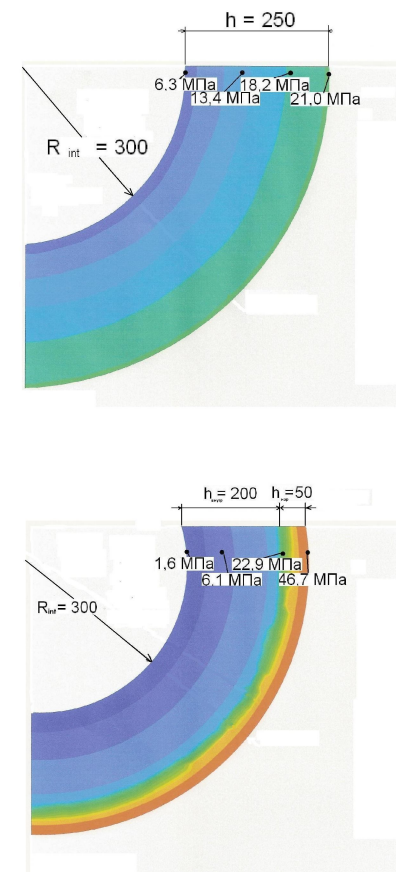 h = 250
6.3 МПа
18,2 МПа
13,4 МПа
21.0 МПа
R int = 300
h = 200
h =50
1,6 МПа
22,9 МПа
6.1 МПа
46.7 МПа
R int = 300